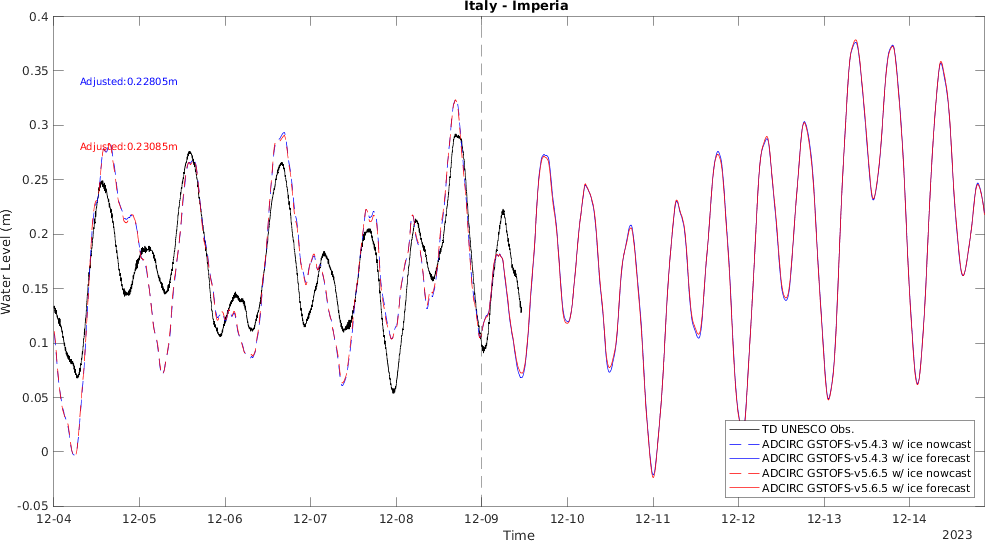 Italy - Imperia
0.4
0.35
0.3
0.25
0.2
0.15
0.1
0.05
0
-0.05
Water Level (m)
Adjusted:0.22805m
Adjusted:0.23085m
TD UNESCO Obs.
ADCIRC GSTOFS-v5.4.3 w/ ice nowcast
ADCIRC GSTOFS-v5.4.3 w/ ice forecast
ADCIRC GSTOFS-v5.6.5 w/ ice nowcast
ADCIRC GSTOFS-v5.6.5 w/ ice forecast
12-04 12-05 12-06 12-07 12-08 12-09 12-10 12-11 12-12 12-13 12-14
Time
2023